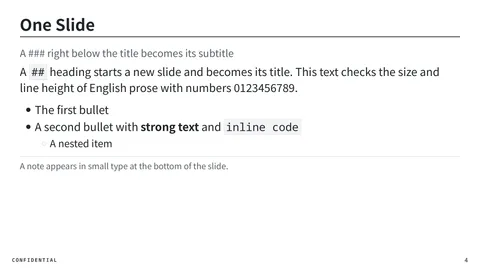 One Slide
A ### right below the title becomes its subtitle
A ## heading starts a new slide and becomes its title. This text checks the size and
line height of English prose with numbers 0123456789.
• The first bullet
• A second bullet with strong text and inline code
A nested item
A note appears in small type at the bottom of the slide.
CONFIDENTIAL
4